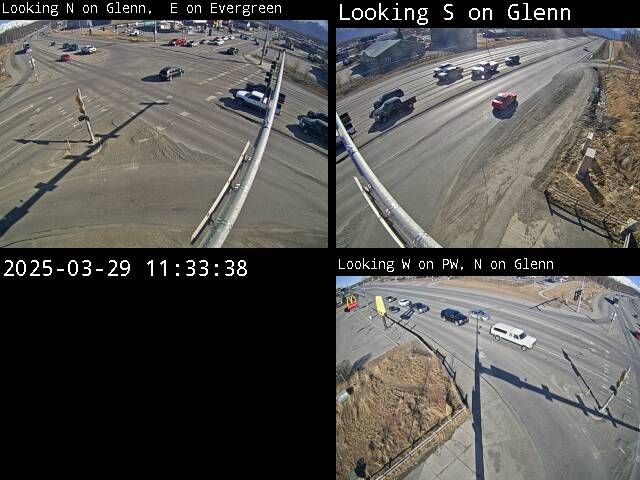 Looking N on Glenn,  E on Evergreen
Looking S on Glenn
2025-03-29 11:33:38
Looking W on PW, N on Glenn